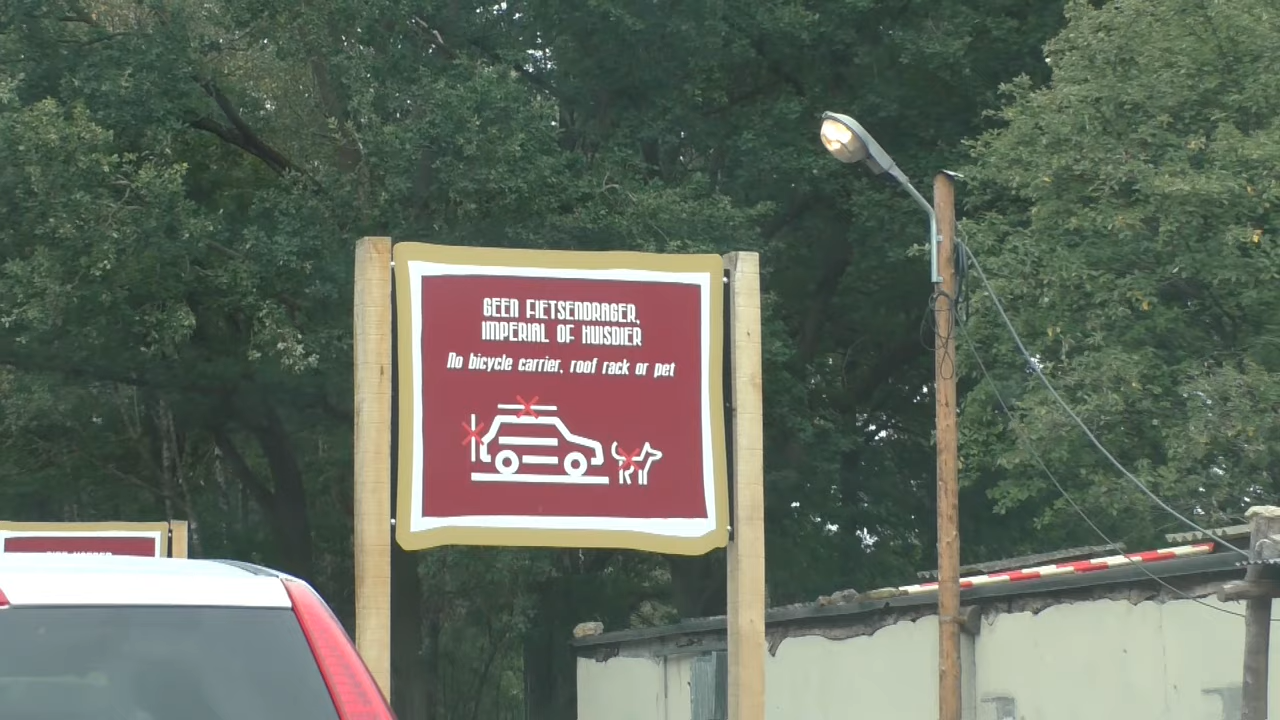 GEEN FIETSENDRAGER,
IMPERIAL OF HUISDIER
No bicycle carrier, roof rack or pet